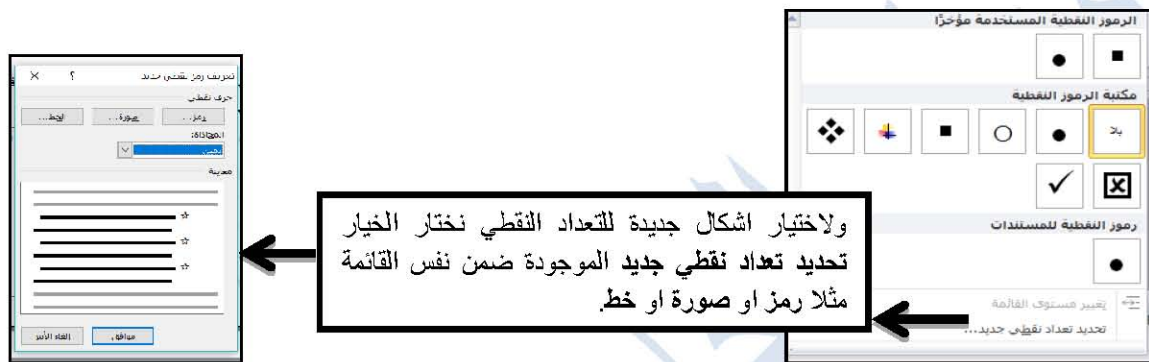 الرموز النقطية المستخدمة مؤخرًا
مكتبة الرموز النقطية
بلا
رموز النقطية للمستندات
تغيير مستوى القائمة
تحديد تعداد نقطي جديد...
ولاختيار اشكال جديدة للتعداد النقطي نختار الخيار
تحديد تعداد نقطي جديد الموجودة ضمن نفس القائمة
مثلا رمز او صورة او خط.
تعريف رمز نقطي جديد ؟
حرف نقطي
رمز... صورة... الخط...
المحاذاة:
يمين
معاينة
موافق إلغاء الأمر